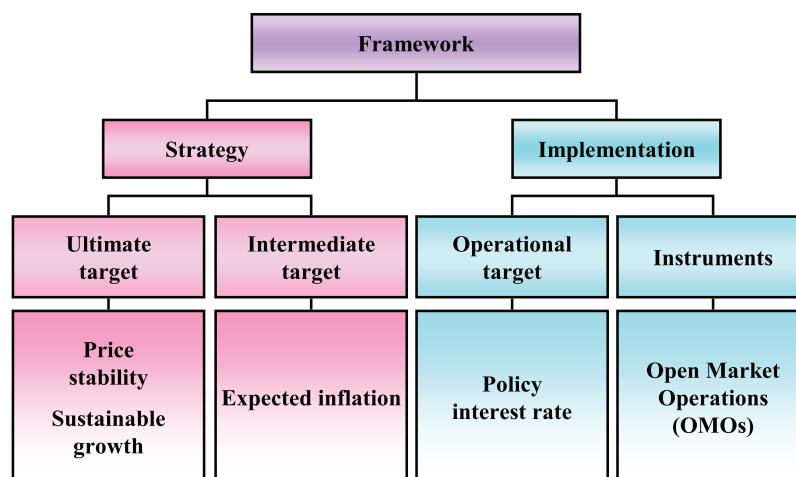 Framework
Strategy
Implementation
Ultimate
target
Intermediate
target
Operational
target
Instruments
Price
stability
Sustainable
growth
Expected inflation
Policy
interest rate
Open Market
Operations
(OMOs)